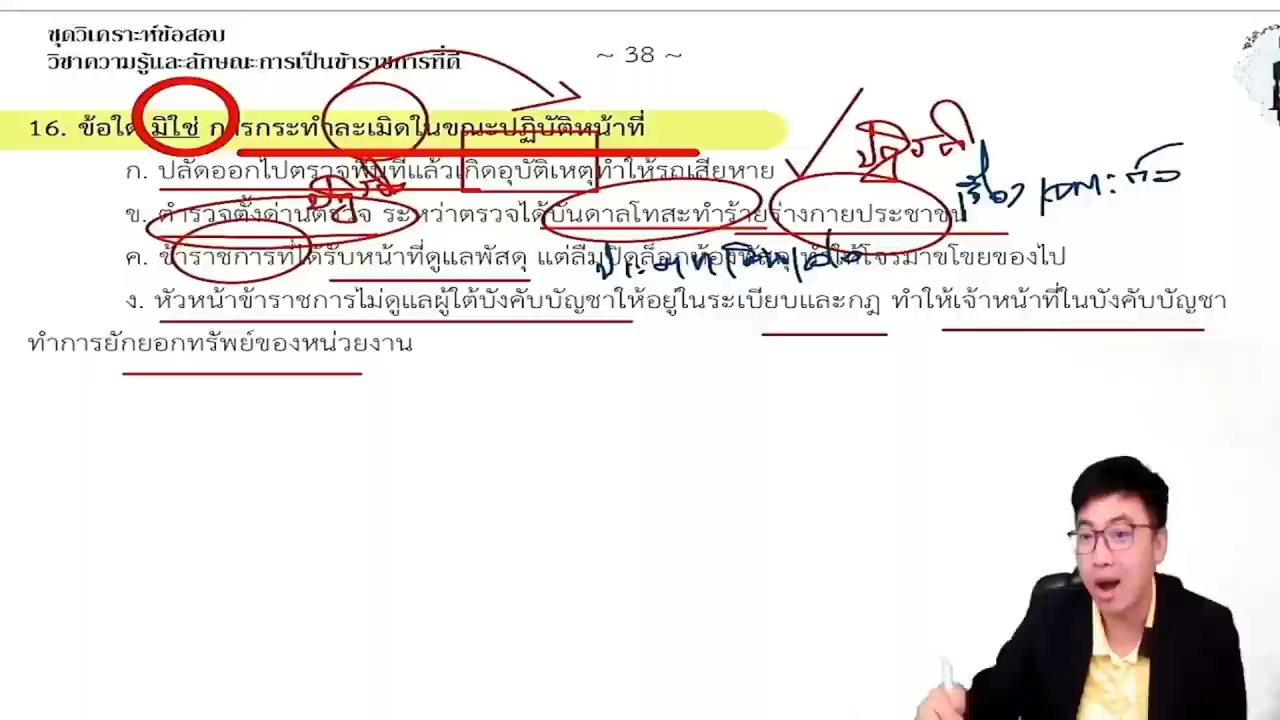 ชุดวิเคราะห์ข้อสอบ
วิชาความรู้และลักษณะการเป็นข้าราชการที่ดี
~ 38 ~
16. ข้อใด มิใช่ การกระทำละเมิดในขณะปฏิบัติหน้าที่
ก. ปลัดออกไปตรวจพื้นที่แล้วเกิดอุบัติเหตุทำให้รถเสียหาย
ข. ตำรวจตั้งด่านตรวจ ระหว่าตรวจได้บันดาลโทสะทำร้ายร่างกายประชาชน
ค. ข้าราชการที่ได้รับหน้าที่ดูแลพัสดุ แต่ลืมปิดล็อกห้องพัสดุ ทำให้โจรมาขโขยของไป
ง. หัวหน้าข้าราชการไม่ดูแลผู้ใต้บังคับบัญชาให้อยู่ในระเบียบและกฎ ทำให้เจ้าหน้าที่ในบังคับบัญชา
ทำการยักยอกทรัพย์ของหน่วยงาน